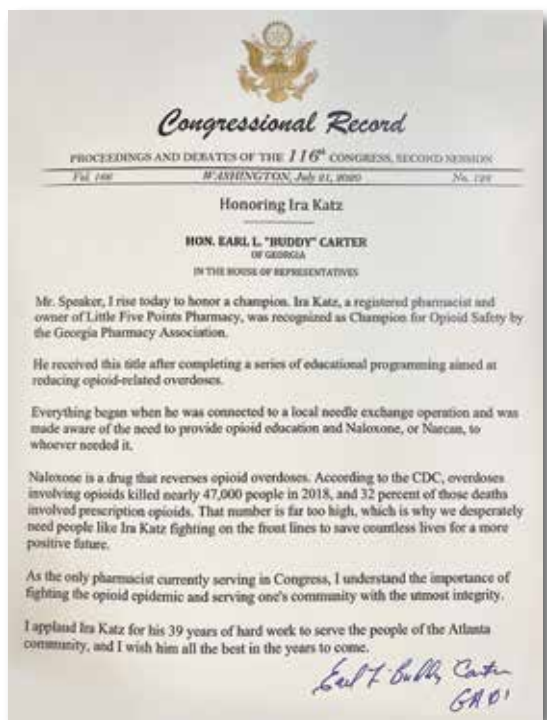 Congressional Record
PROCEEDINGS AND DEBATES OF THE 116th CONGRESS, SECOND SESSION
Vol. 166 WASHINGTON, July 21, 2020 No.
Honoring Ira Katz
HON. EARL L. "BUDDY" CARTER
OF GEORGIA
IN THE HOUSE OF REPRESENTATIVES
Mr. Speaker, I rise today to honor a champion. Ira Katz, a registered pharmacist and
owner of Little Five Points Pharmacy, was recognized as Champion for Opioid Safety by
the Georgia Pharmacy Association.
He received this title after completing a series of educational programming aimed at
reducing opioid-related overdoses.
Everything began when he was connected to a local needle exchange operation and was
made aware of the need to provide opioid education and Naloxone, or Narcan, to
whoever needed it.
Naloxone is a drug that reverses opioid overdoses. According to the CDC, overdoses
involving opioids killed nearly 47,000 people in 2018, and 32 percent of those deaths
involved prescription opioids. That number is far too high, which is why we desperately
need people like Ira Katz fighting on the front lines to save countless lives for a more
positive future.
As the only pharmacist currently serving in Congress, I understand the importance of
fighting the opioid epidemic and serving one's community with the utmost integrity.
I applaud Ira Katz for his 39 years of hard work to serve the people of the Atlanta
community, and I wish him all the best in the years to come.
Earl L Buddy Carter
GA 01